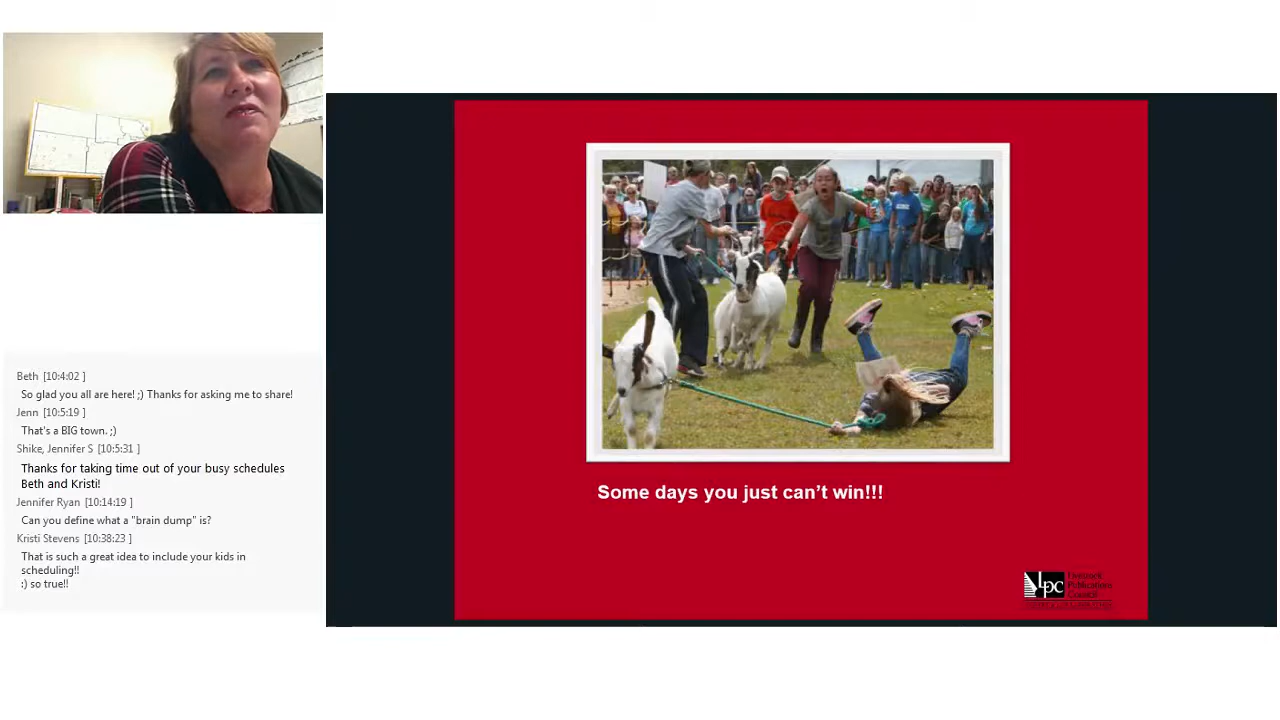 Beth [10:4:02 ]
So glad you all are here! ;) Thanks for asking me to share!
Jenn [10:5:19 ]
That's a BIG town. ;)
Shike, Jennifer S [10:5:31 ]
Thanks for taking time out of your busy schedules
Beth and Kristi!
Jennifer Ryan [10:14:19 ]
Can you define what a "brain dump" is?
Kristi Stevens [10:38:23 ]
That is such a great idea to include your kids in
scheduling!!
:) so true!!
Some days you just can't win!!!
lpc
Livestock
Publications
Council